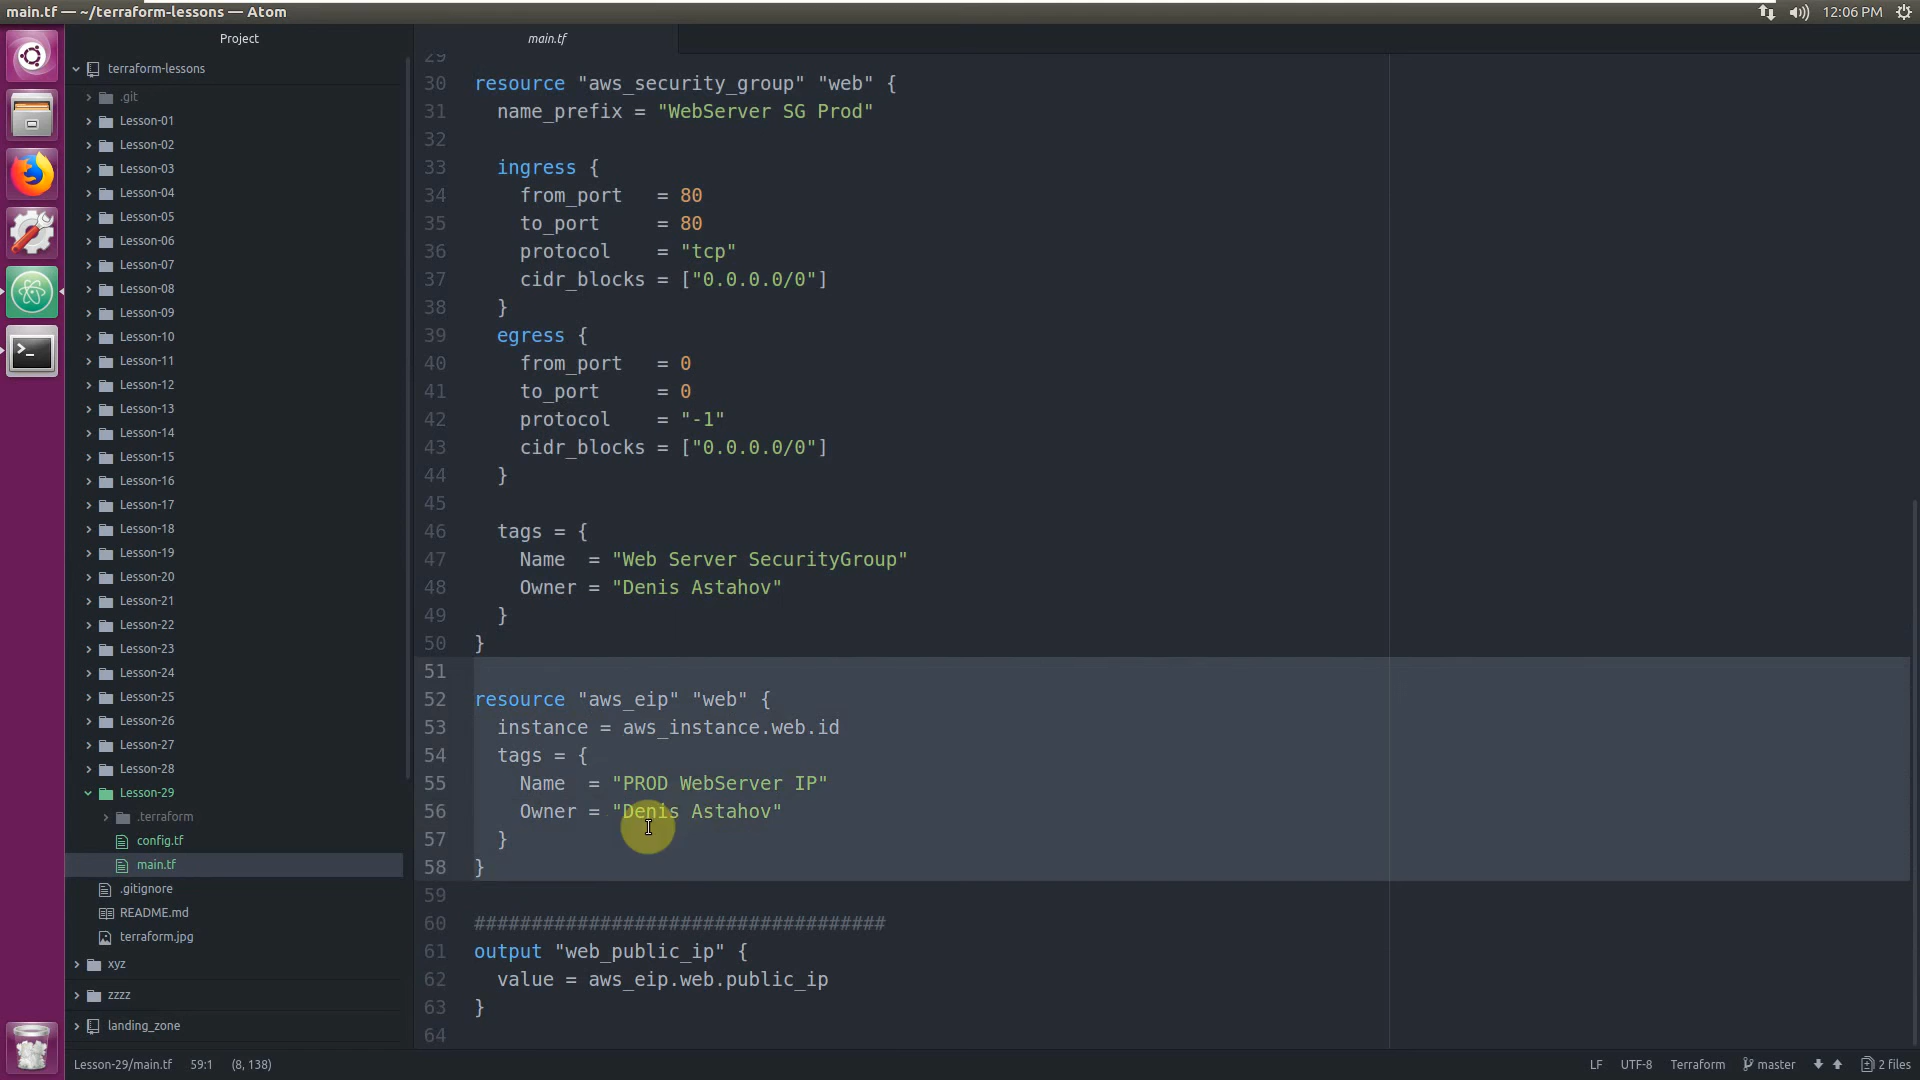 main.tf — ~/terraform-lessons — Atom
12:06 PM
Project
terraform-lessons
.git
Lesson-01
Lesson-02
Lesson-03
Lesson-04
Lesson-05
Lesson-06
Lesson-07
Lesson-08
Lesson-09
Lesson-10
Lesson-11
Lesson-12
Lesson-13
Lesson-14
Lesson-15
Lesson-16
Lesson-17
Lesson-18
Lesson-19
Lesson-20
Lesson-21
Lesson-22
Lesson-23
Lesson-24
Lesson-25
Lesson-26
Lesson-27
Lesson-28
Lesson-29
.terraform
config.tf
main.tf
.gitignore
README.md
terraform.jpg
xyz
zzzz
landing_zone
main.tf
29
30 resource "aws_security_group" "web" {
31   name_prefix = "WebServer SG Prod"
32
33   ingress {
34     from_port   = 80
35     to_port     = 80
36     protocol    = "tcp"
37     cidr_blocks = ["0.0.0.0/0"]
38   }
39   egress {
40     from_port   = 0
41     to_port     = 0
42     protocol    = "-1"
43     cidr_blocks = ["0.0.0.0/0"]
44   }
45
46   tags = {
47     Name  = "Web Server SecurityGroup"
48     Owner = "Denis Astahov"
49   }
50 }
51
52 resource "aws_eip" "web" {
53   instance = aws_instance.web.id
54   tags = {
55     Name  = "PROD WebServer IP"
56     Owner = "Denis Astahov"
57   }
58 }
59
60 ####################################
61 output "web_public_ip" {
62   value = aws_eip.web.public_ip
63 }
64
Lesson-29/main.tf 59:1 (8, 138)
LF UTF-8 Terraform master 2 files